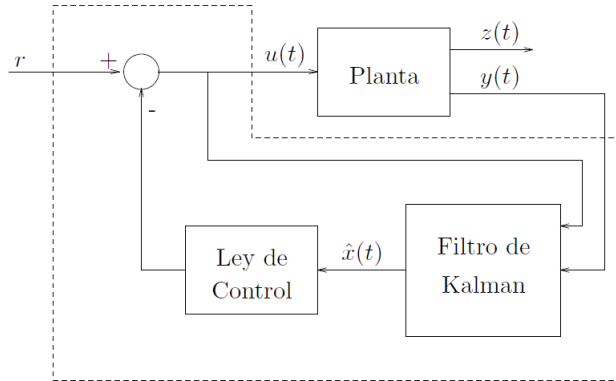 r
+
-
u(t)
Planta
z(t)
y(t)
Ley de
Control
x̂(t)
Filtro de
Kalman